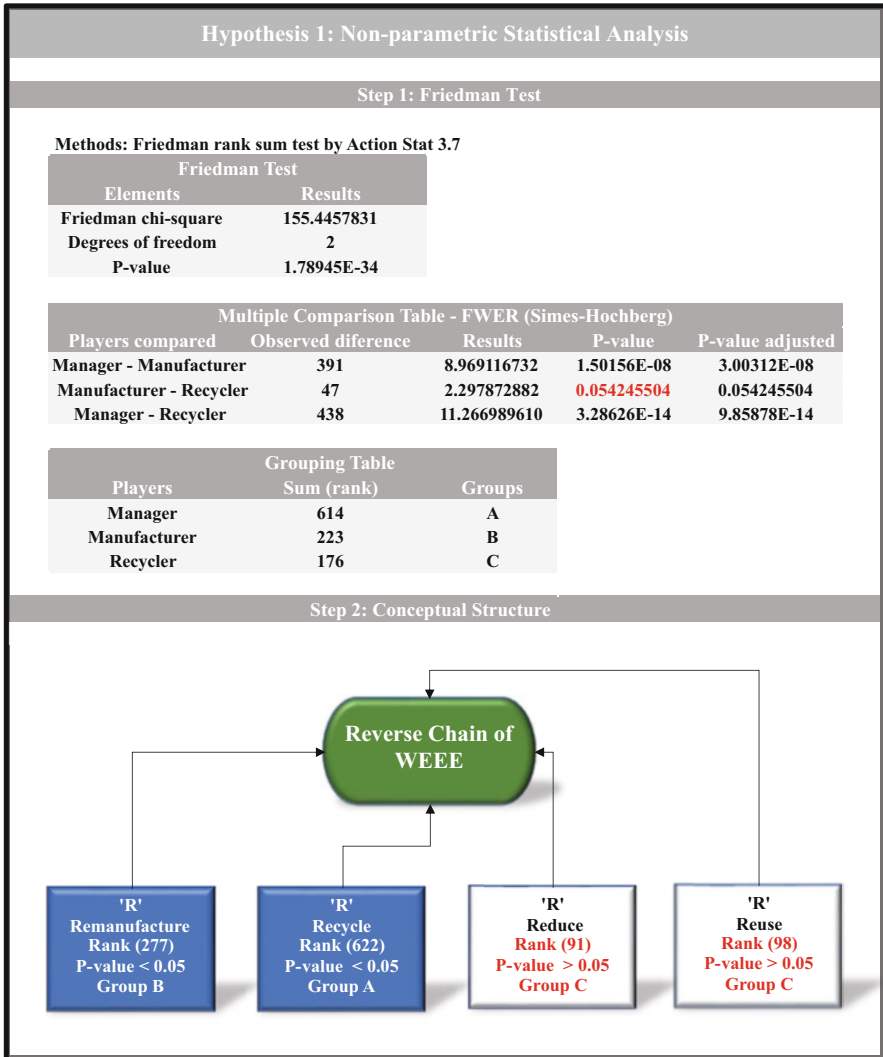 Hypothesis 1: Non-parametric Statistical Analysis
Step 1: Friedman Test
Methods: Friedman rank sum test by Action Stat 3.7
Friedman Test
Elements Results
Friedman chi-square 155.4457831
Degrees of freedom 2
P-value 1.78945E-34
Multiple Comparison Table - FWER (Simes-Hochberg)
Players compared Observed diference Results P-value P-value adjusted
Manager - Manufacturer 391 8.969116732 1.50156E-08 3.00312E-08
Manufacturer - Recycler 47 2.297872882 0.054245504 0.054245504
Manager - Recycler 438 11.266989610 3.28626E-14 9.85878E-14
Grouping Table
Players Sum (rank) Groups
Manager 614 A
Manufacturer 223 B
Recycler 176 C
Step 2: Conceptual Structure
Reverse Chain of
WEEE
'R'
Remanufacture
Rank (277)
P-value < 0.05
Group B
'R'
Recycle
Rank (622)
P-value < 0.05
Group A
'R'
Reduce
Rank (91)
P-value > 0.05
Group C
'R'
Reuse
Rank (98)
P-value > 0.05
Group C